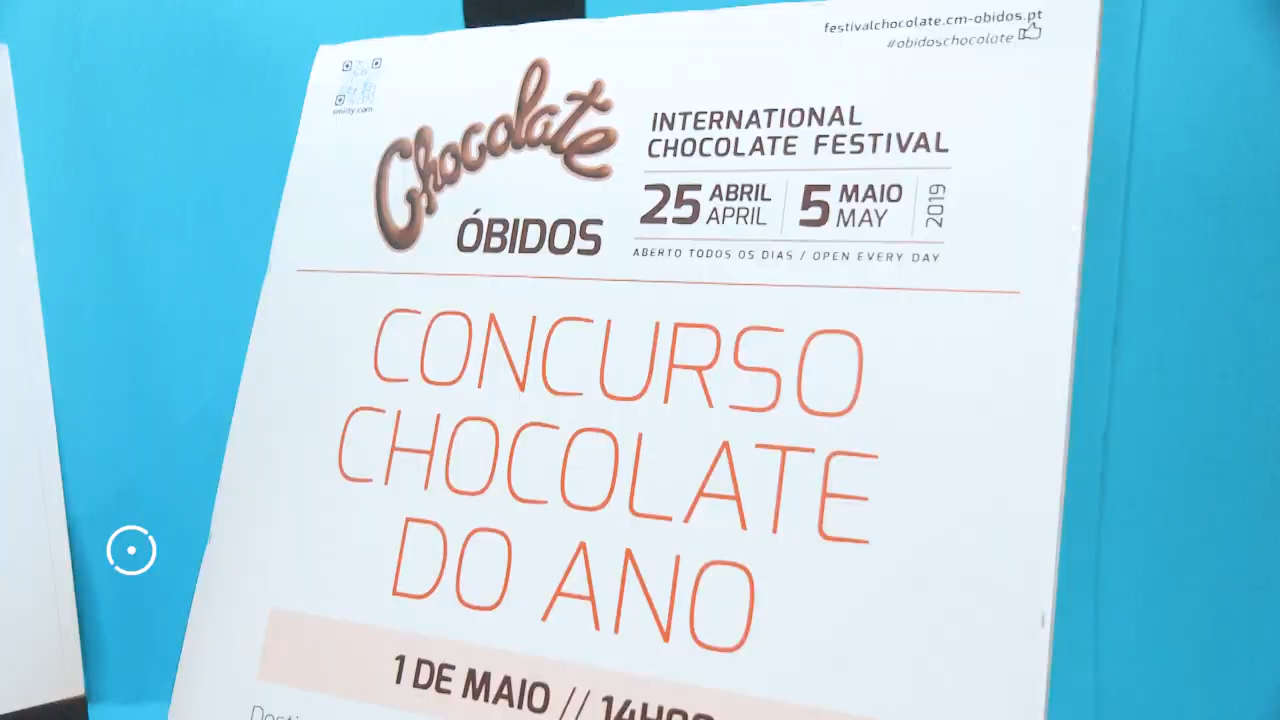 festivalchocolate.cm-obidos.pt
#obidoschocolate
Chocolate
ÓBIDOS
INTERNATIONAL
CHOCOLATE FESTIVAL
25 ABRIL
APRIL
5 MAIO
MAY
2019
ABERTO TODOS OS DIAS / OPEN EVERY DAY
CONCURSO
CHOCOLATE
DO ANO
1 DE MAIO //